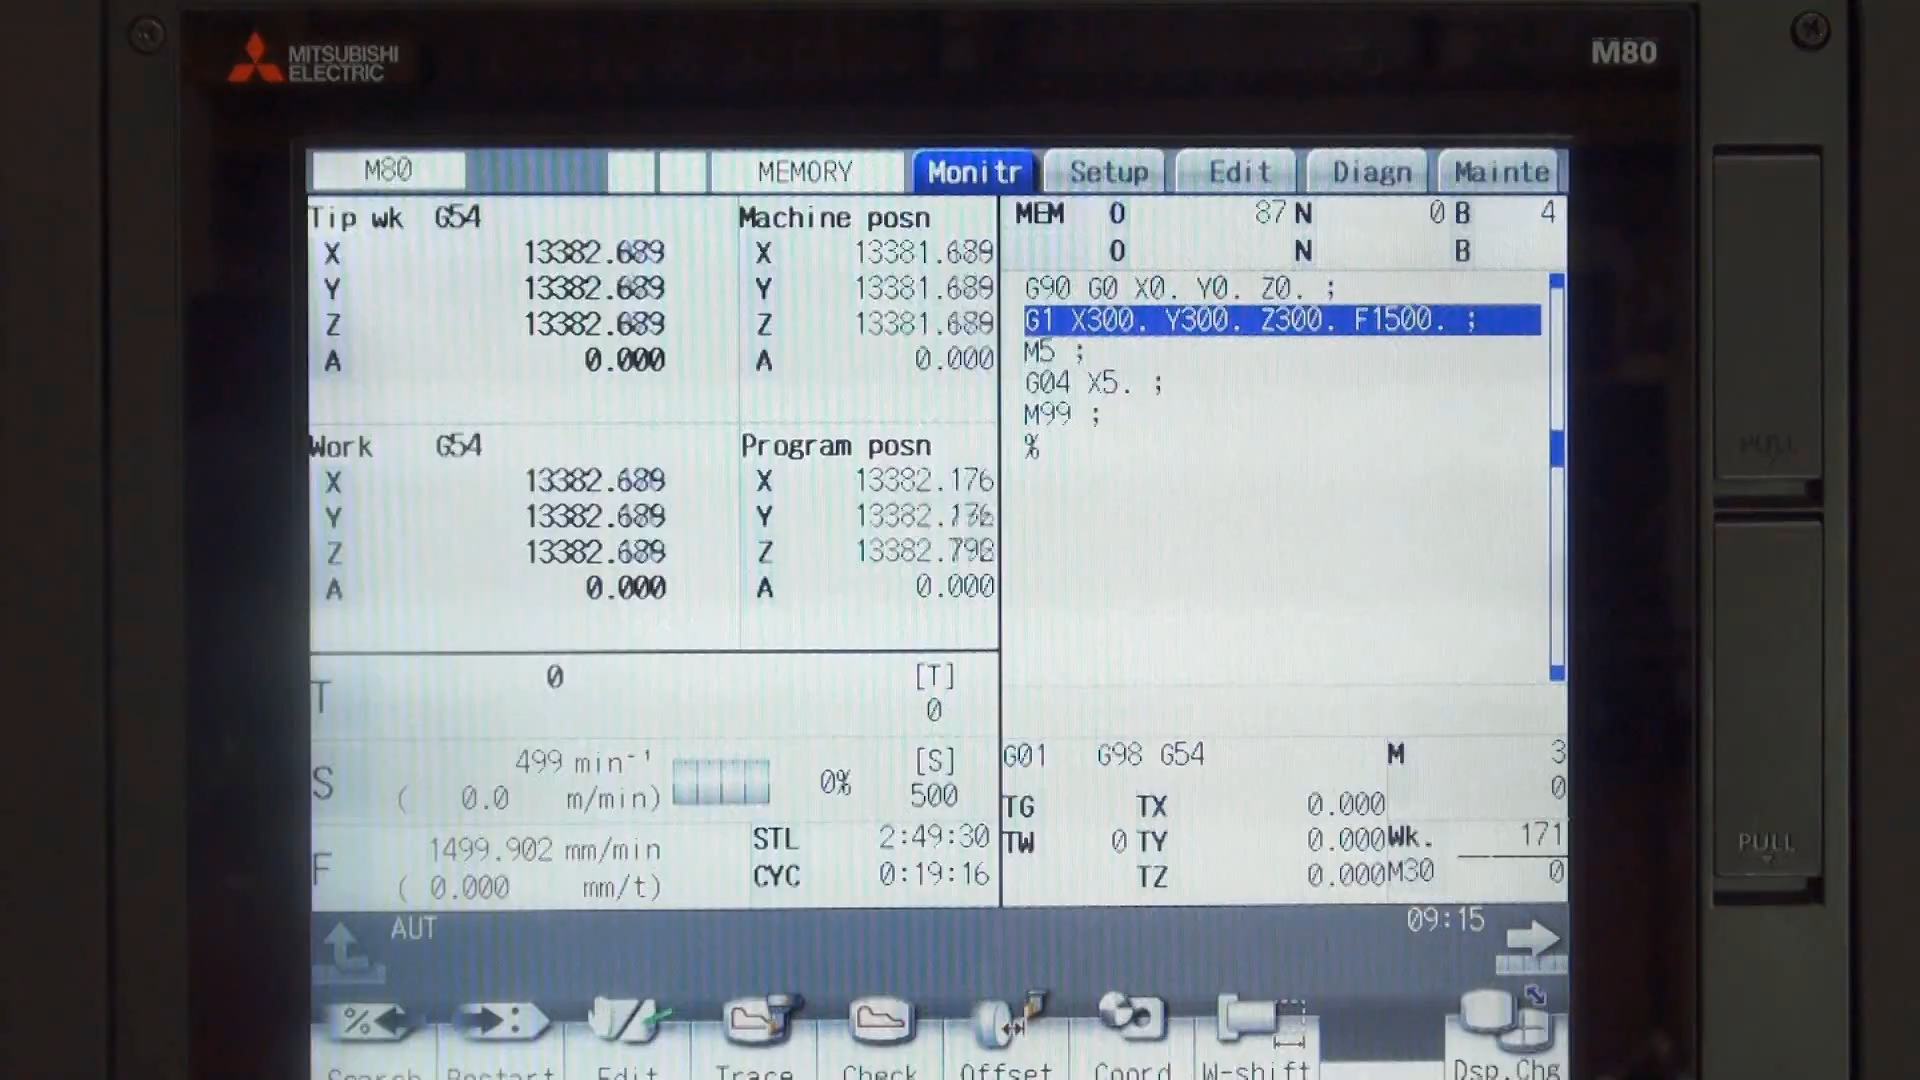 MITSUBISHI
ELECTRIC
M80
M80 MEMORY Monitr Setup Edit Diagn Mainte
Tip wk G54
X 13382.689
Y 13382.689
Z 13382.689
A 0.000
Machine posn
X 13381.689
Y 13381.689
Z 13381.689
A 0.000
Work G54
X 13382.689
Y 13382.689
Z 13382.689
A 0.000
Program posn
X 13382.176
Y
Z
A 0.000
T 0 [T]
0
S 499 min⁻¹ 0% [S]
( 0.0 m/min) 500
F 1499.902 mm/min
( 0.000 mm/t)
STL 2:49:30
CYC 0:19:16
MEM O 87 N 0 B 4
O N B
G90 G0 X0. Y0. Z0. ;
G1 X300. Y300. Z300. F1500. ;
M5 ;
G04 X5. ;
M99 ;
%
G01 G98 G54 M 3
0
TG TX 0.000
TW 0 TY 0.000 Wk. 171
TZ 0.000 M30 0
AUT 09:15
Search Restart Edit Trace Check Offset Coord W-shift Dsp.Chg
PULL
PULL